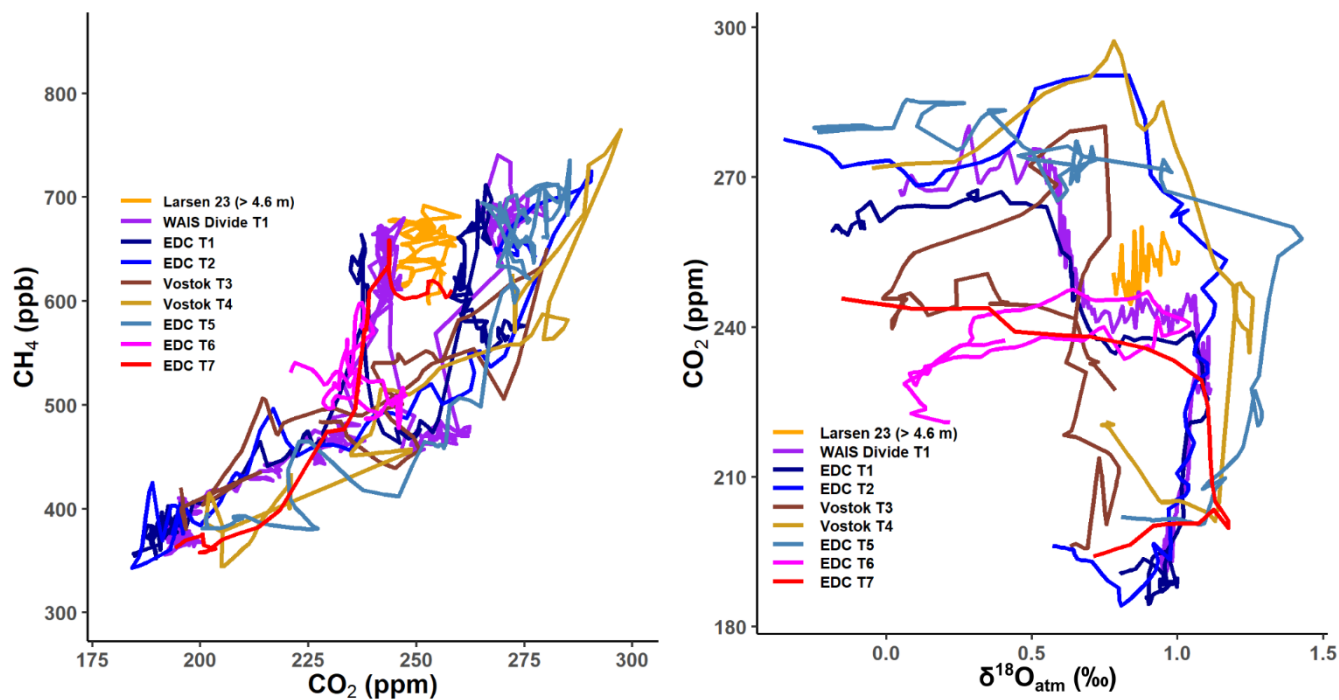 CH₄ (ppb)
800
700
600
500
400
300
Larsen 23 (> 4.6 m)
WAIS Divide T1
EDC T1
EDC T2
Vostok T3
Vostok T4
EDC T5
EDC T6
EDC T7
175 200 225 250 275 300
CO₂ (ppm)
CO₂ (ppm)
300
270
240
210
180
Larsen 23 (> 4.6 m)
WAIS Divide T1
EDC T1
EDC T2
Vostok T3
Vostok T4
EDC T5
EDC T6
EDC T7
0.0 0.5 1.0 1.5
δ¹⁸Oₐₜₘ (‰)